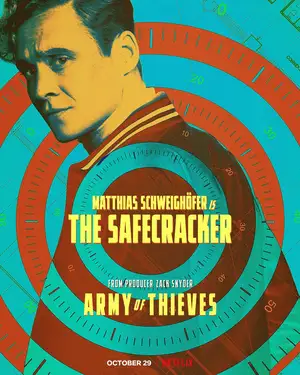 MATTHIAS SCHWEIGHÖFER IS
THE SAFECRACKER
FROM PRODUCER ZACK SNYDER
ARMY OF THIEVES
OCTOBER 29 NETFLIX